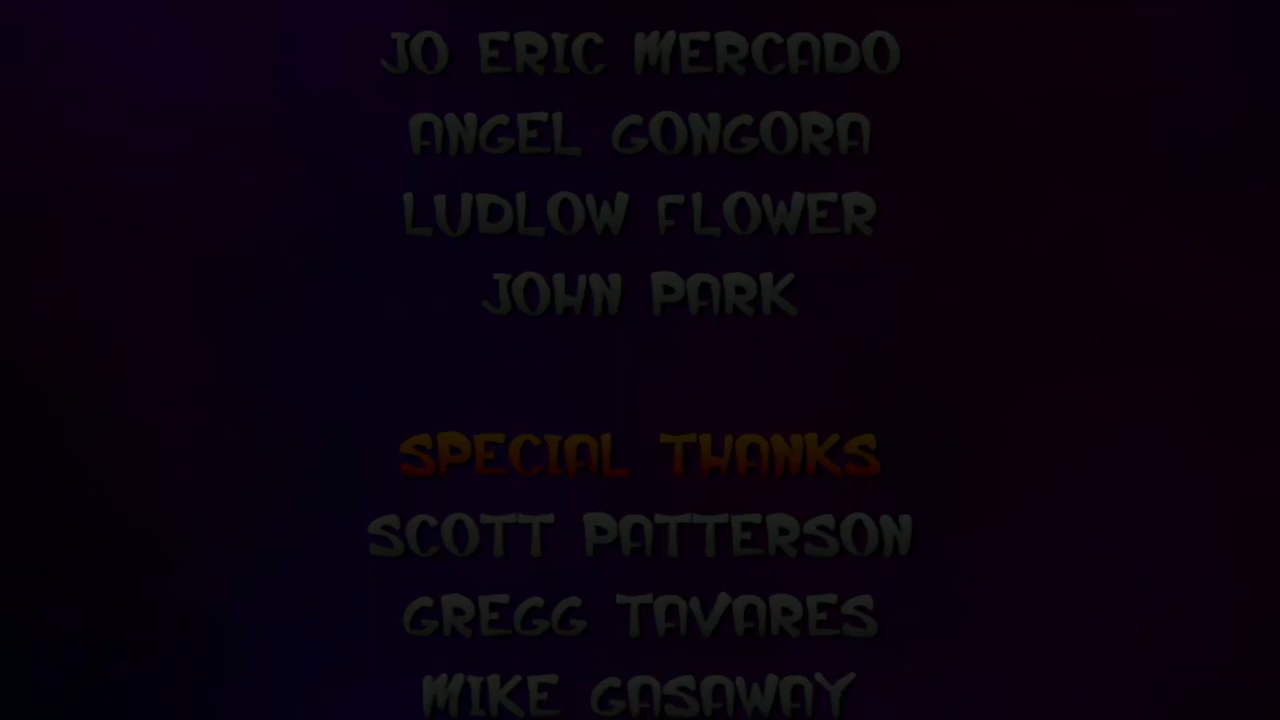 JO ERIC MERCADO
ANGEL GONGORA
LUDLOW FLOWER
JOHN PARK
SPECIAL THANKS
SCOTT PATTERSON
GREGG TAVARES
MIKE GASAWAY